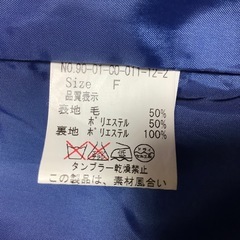 NO.90-01-CO-011-12-2
Size F
品質表示
表地 毛 50%
ポリエステル 50%
裏地 ポリエステル 100%
タンブラー乾燥禁止
この製品は、素材風合い